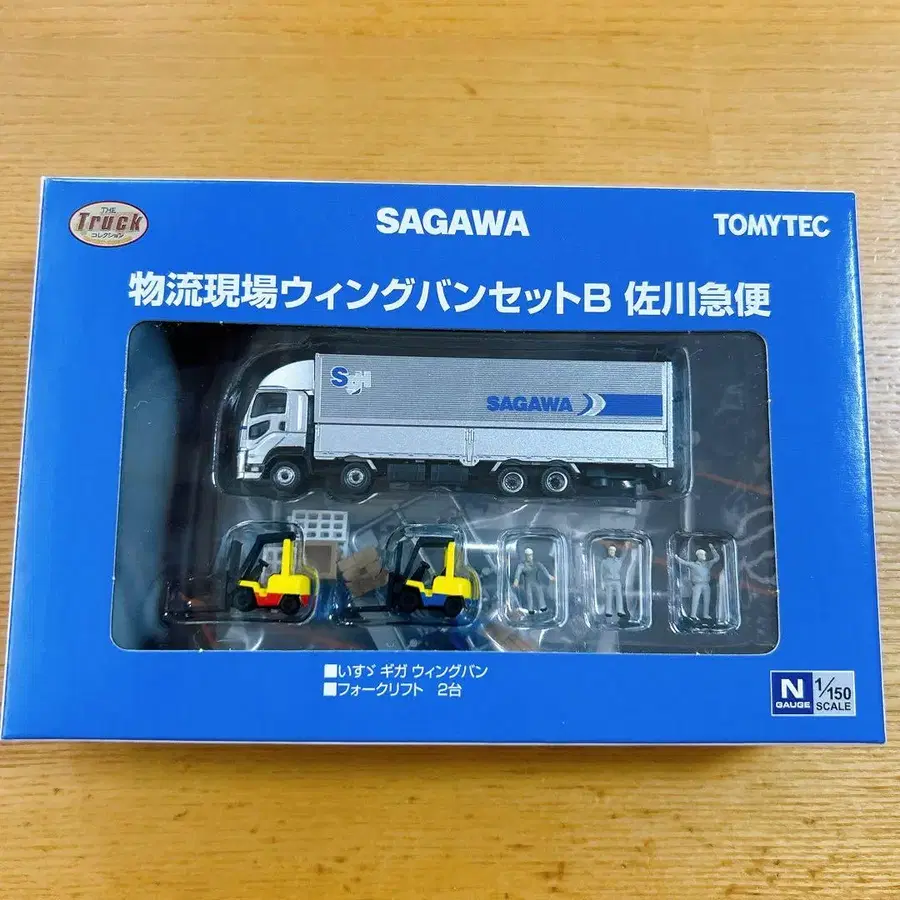 THE
Truck
コレクション
SAGAWA
TOMYTEC
物流現場ウィングバンセットB 佐川急便
SGH
SAGAWA
■いすゞ ギガ ウィングバン
■フォークリフト 2台
N
GAUGE
1/150
SCALE